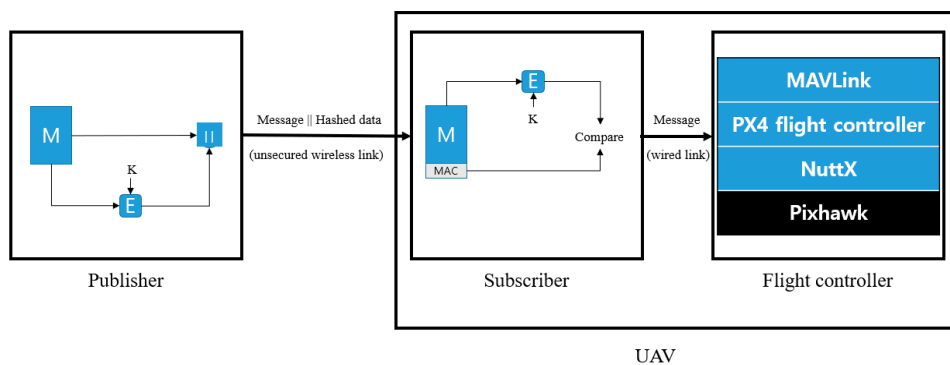 M
||
K
E
Publisher
Message || Hashed data
(unsecured wireless link)
E
K
M
MAC
Compare
Subscriber
Message
(wired link)
MAVLink
PX4 flight controller
NuttX
Pixhawk
Flight controller
UAV